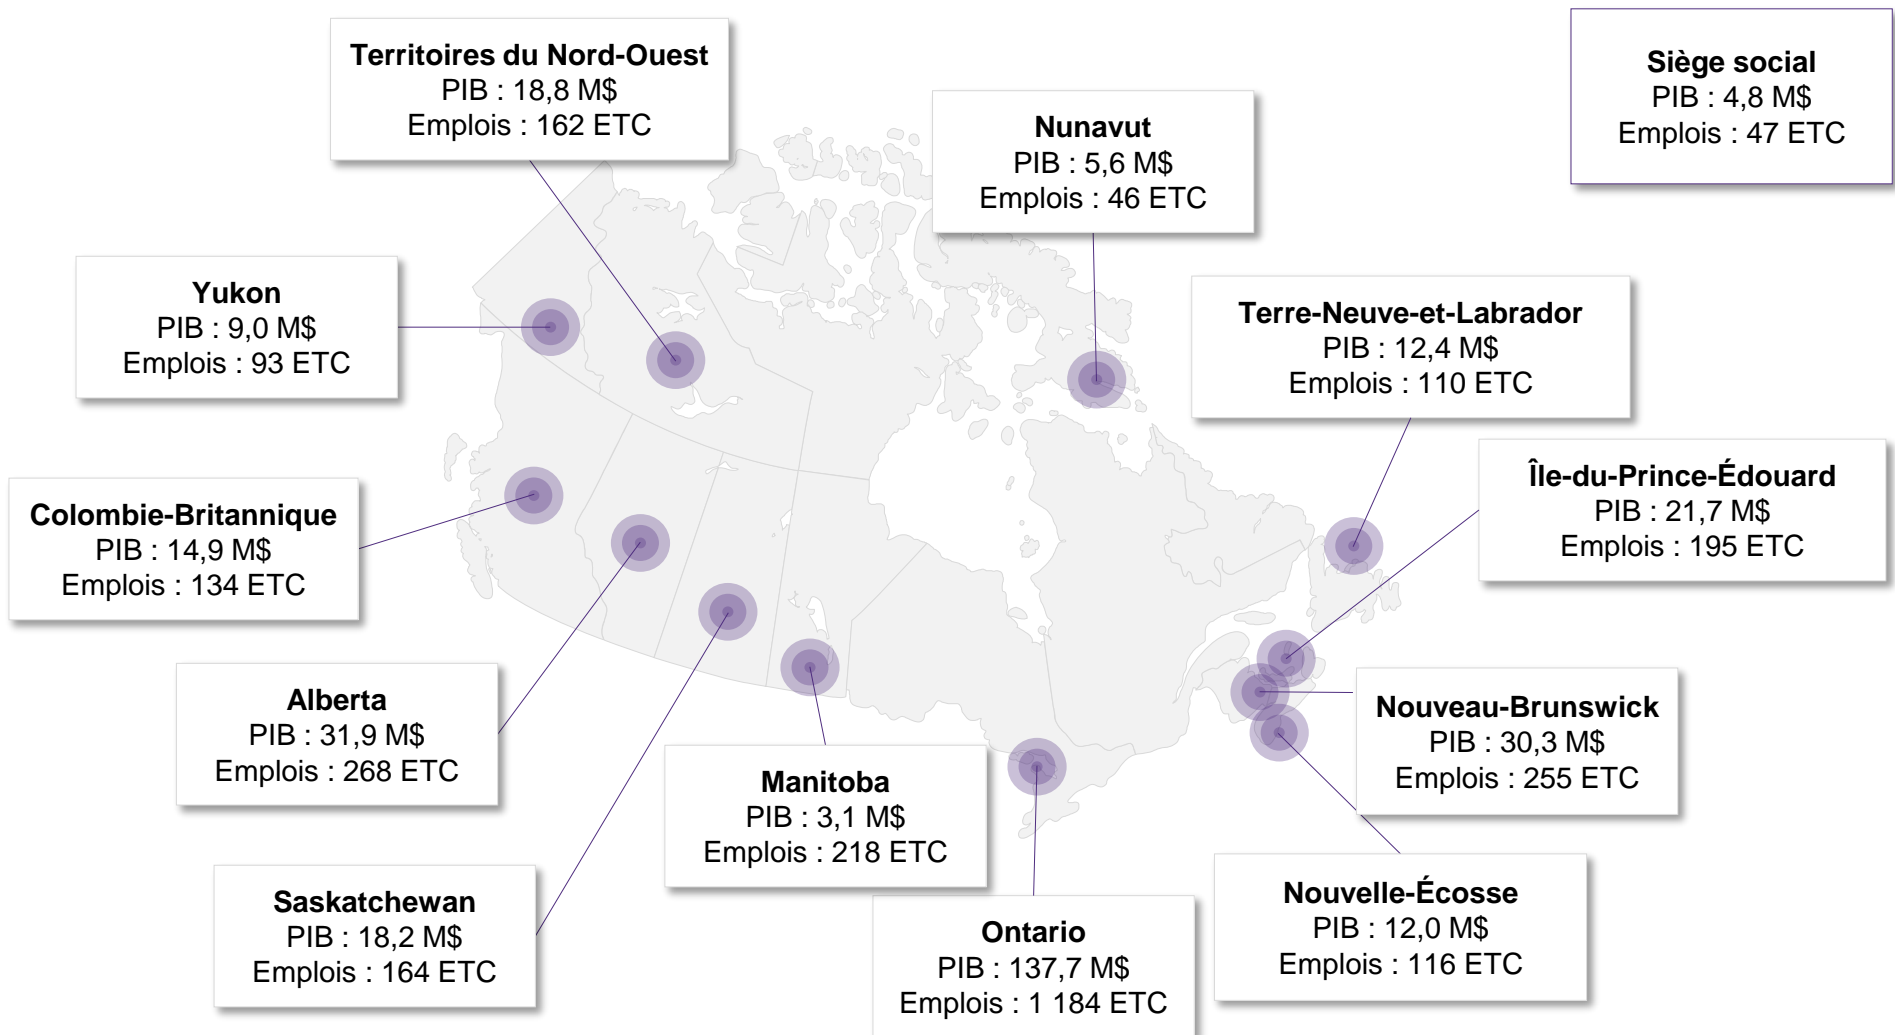 Territoires du Nord-Ouest
PIB : 18,8 M$
Emplois : 162 ETC
Siège social
PIB : 4,8 M$
Emplois : 47 ETC
Nunavut
PIB : 5,6 M$
Emplois : 46 ETC
Yukon
PIB : 9,0 M$
Emplois : 93 ETC
Terre-Neuve-et-Labrador
PIB : 12,4 M$
Emplois : 110 ETC
Île-du-Prince-Édouard
PIB : 21,7 M$
Emplois : 195 ETC
Colombie-Britannique
PIB : 14,9 M$
Emplois : 134 ETC
Alberta
PIB : 31,9 M$
Emplois : 268 ETC
Nouveau-Brunswick
PIB : 30,3 M$
Emplois : 255 ETC
Manitoba
PIB : 3,1 M$
Emplois : 218 ETC
Saskatchewan
PIB : 18,2 M$
Emplois : 164 ETC
Ontario
PIB : 137,7 M$
Emplois : 1 184 ETC
Nouvelle-Écosse
PIB : 12,0 M$
Emplois : 116 ETC